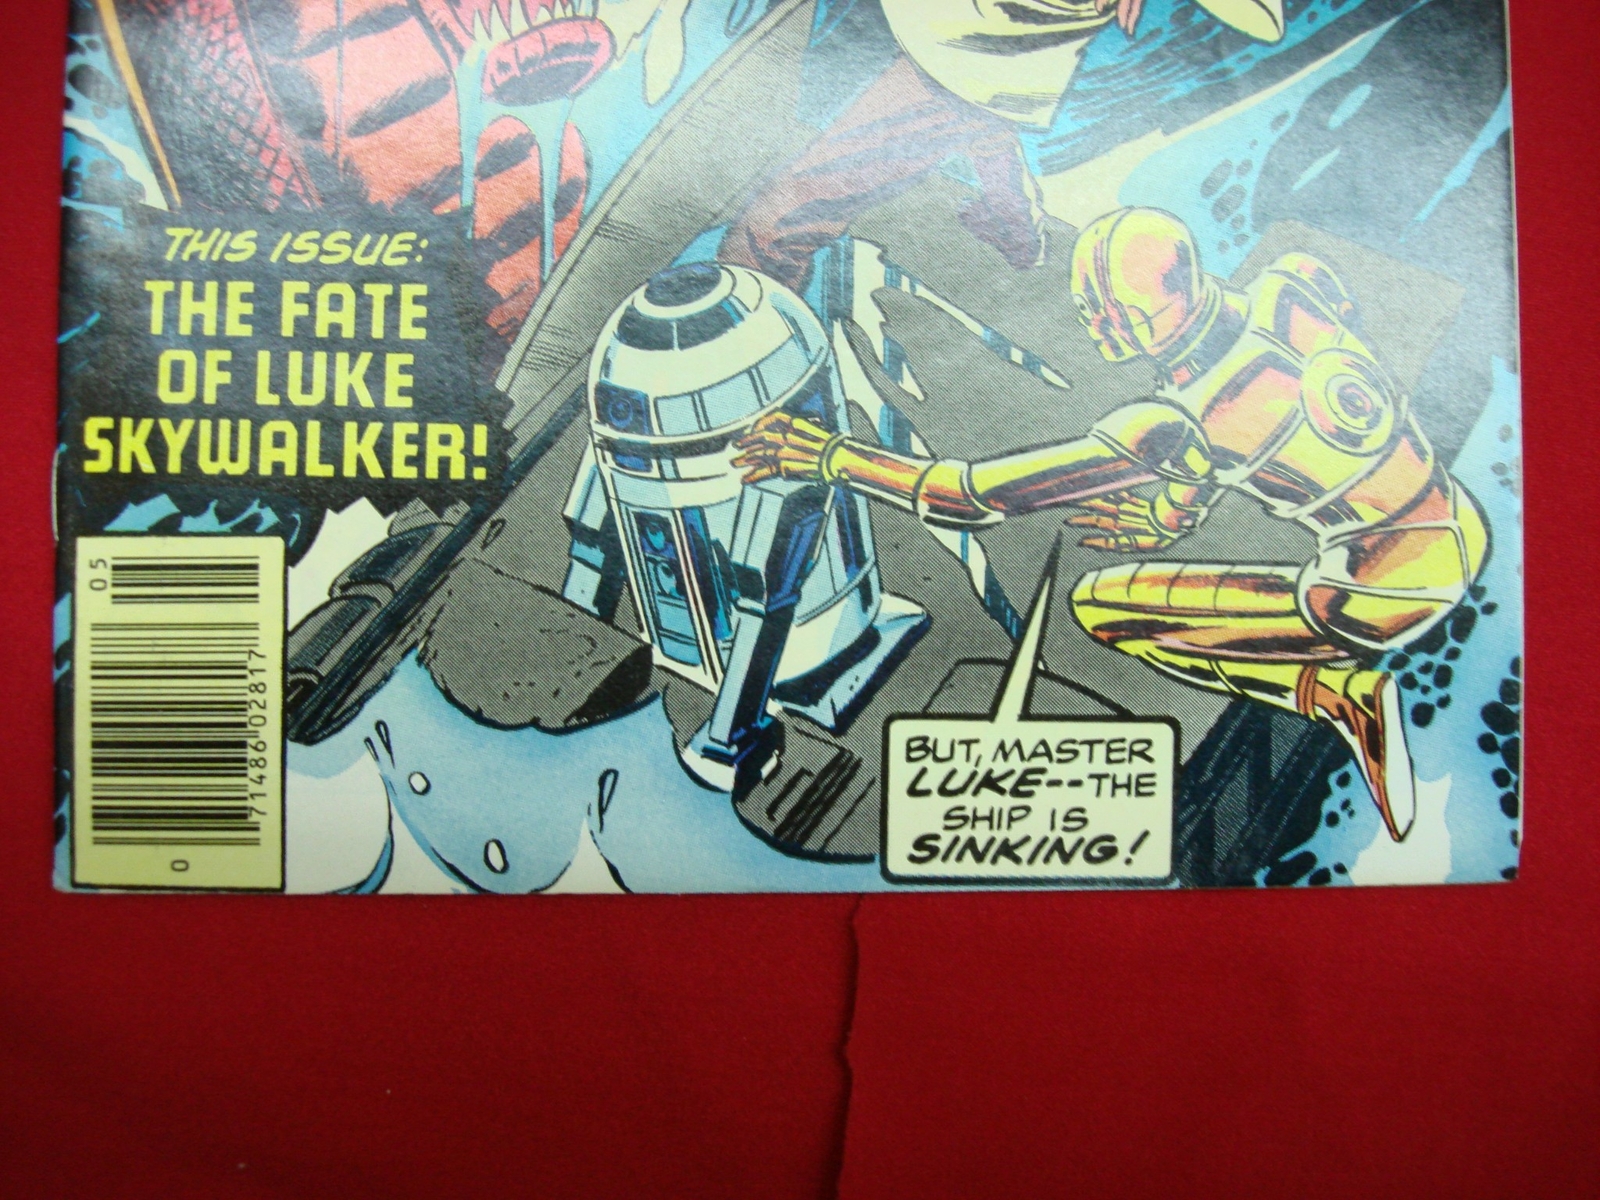 THIS ISSUE:
THE FATE
OF LUKE
SKYWALKER!
05
71486 02817
0
BUT, MASTER
LUKE--THE
SHIP IS
SINKING!